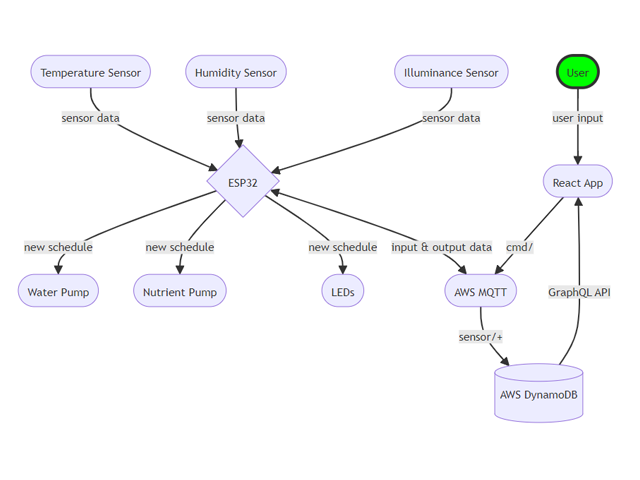 Temperature Sensor
Humidity Sensor
Illuminance Sensor
User
sensor data
sensor data
sensor data
user input
ESP32
React App
new schedule
new schedule
new schedule
input & output data
cmd/
Water Pump
Nutrient Pump
LEDs
AWS MQTT
GraphQL API
sensor/+
AWS DynamoDB